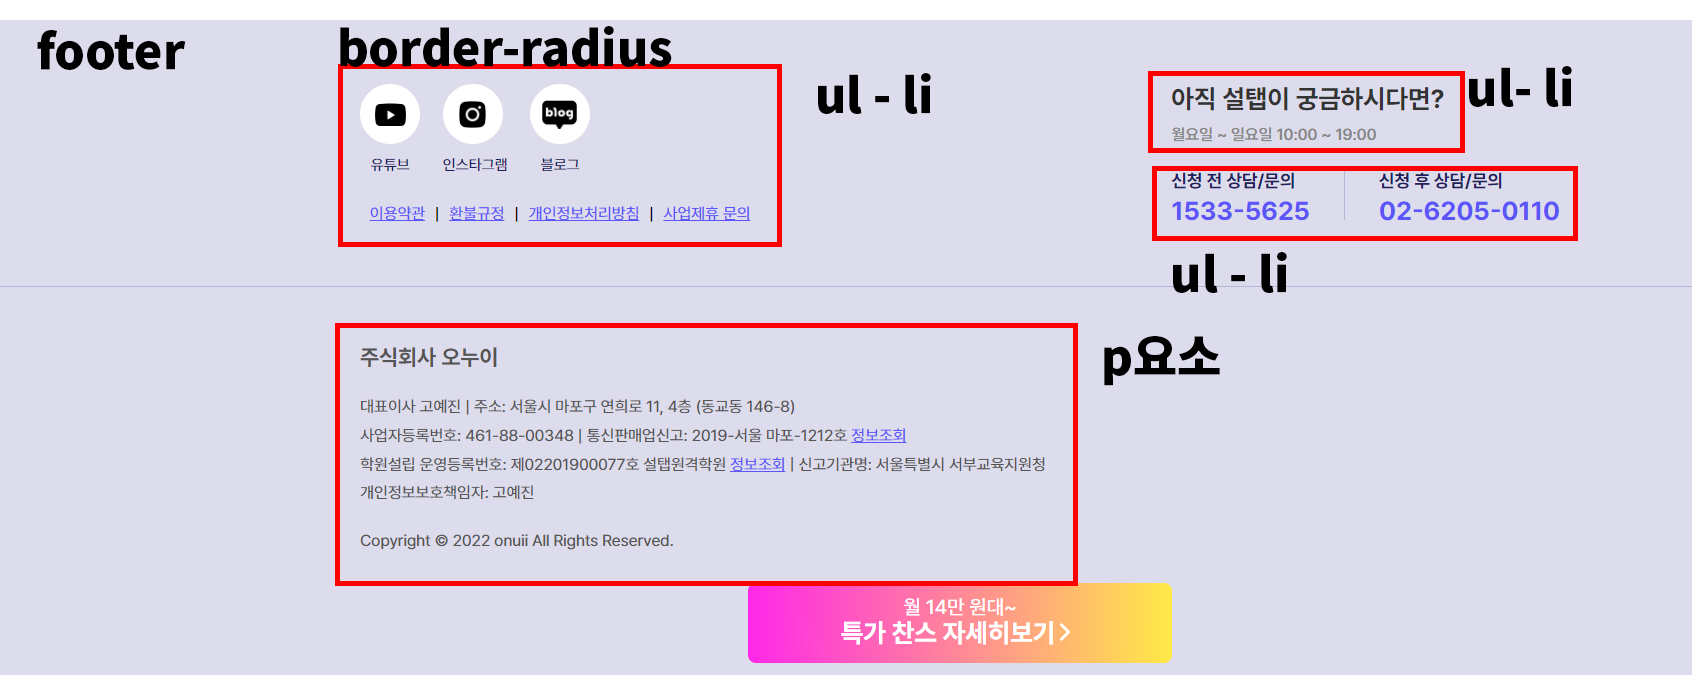 footer
border-radius
ul - li
ul- li
blog
유튜브
인스타그램
블로그
이용약관 | 환불규정 | 개인정보처리방침 | 사업제휴 문의
아직 설탭이 궁금하시다면?
월요일 ~ 일요일 10:00 ~ 19:00
신청 전 상담/문의
1533-5625
신청 후 상담/문의
02-6205-0110
ul - li
주식회사 오누이
p요소
대표이사 고예진 | 주소: 서울시 마포구 연희로 11, 4층 (동교동 146-8)
사업자등록번호: 461-88-00348 | 통신판매업신고: 2019-서울 마포-1212호 정보조회
학원설립 운영등록번호: 제02201900077호 설탭원격학원 정보조회 | 신고기관명: 서울특별시 서부교육지원청
개인정보보호책임자: 고예진
Copyright © 2022 onuii All Rights Reserved.
월 14만 원대~
특가 찬스 자세히보기 >